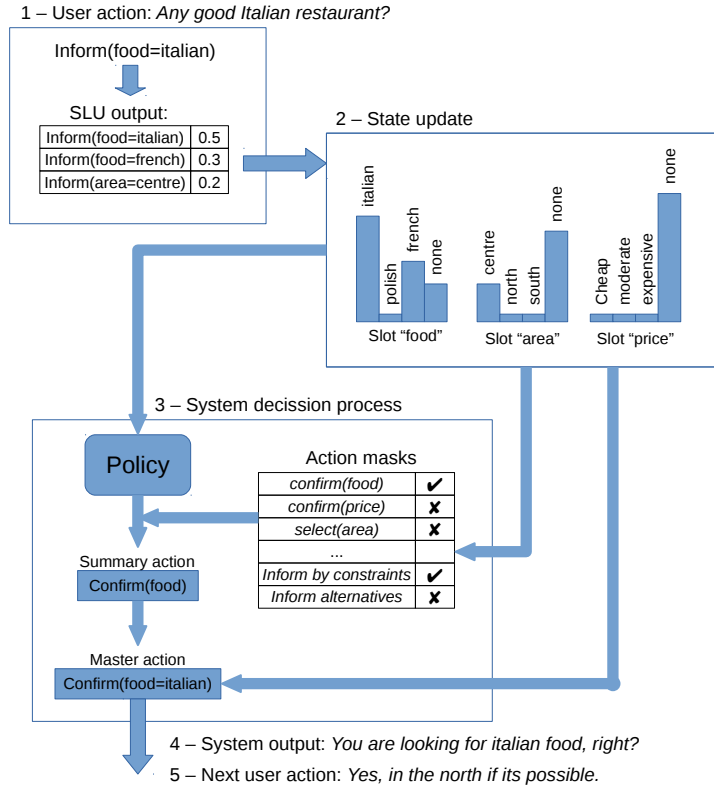 1 – User action: Any good Italian restaurant?
Inform(food=italian)
SLU output:
Inform(food=italian) 0.5
Inform(food=french) 0.3
Inform(area=centre) 0.2
2 – State update
italian
polish
french
none
Slot “food”
centre
north
south
none
Slot “area”
Cheap
moderate
expensive
none
Slot “price”
3 – System decission process
Policy
Action masks
confirm(food) ✔
confirm(price) ✘
select(area) ✘
...
Inform by constraints ✔
Inform alternatives ✘
Summary action
Confirm(food)
Master action
Confirm(food=italian)
4 – System output: You are looking for italian food, right?
5 – Next user action: Yes, in the north if its possible.